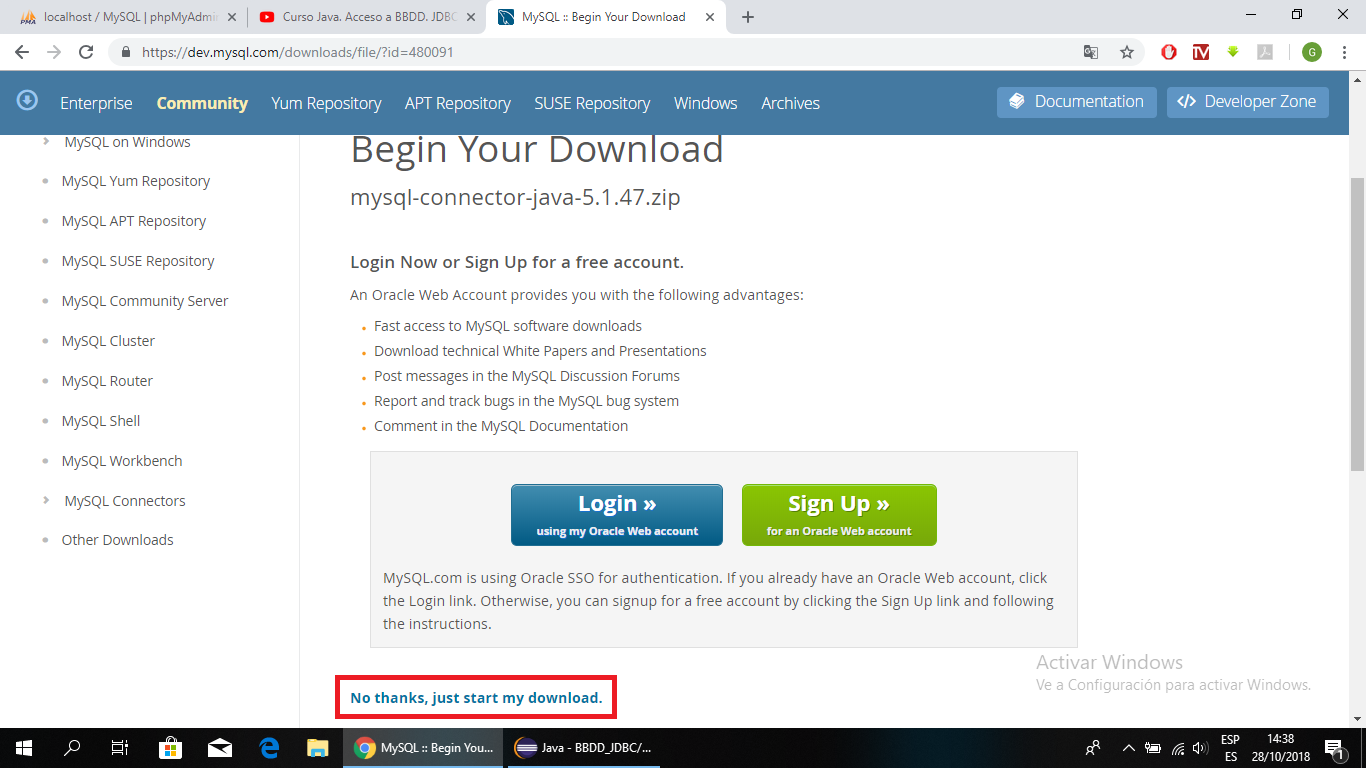 localhost / MySQL | phpMyAdmin
Curso Java. Acceso a BBDD. JDBC
MySQL :: Begin Your Download
https://dev.mysql.com/downloads/file/?id=480091
G
Enterprise
Community
Yum Repository
APT Repository
SUSE Repository
Windows
Archives
Documentation
Developer Zone
MySQL on Windows
MySQL Yum Repository
MySQL APT Repository
MySQL SUSE Repository
MySQL Community Server
MySQL Cluster
MySQL Router
MySQL Shell
MySQL Workbench
MySQL Connectors
Other Downloads
Begin Your Download
mysql-connector-java-5.1.47.zip
Login Now or Sign Up for a free account.
An Oracle Web Account provides you with the following advantages:
Fast access to MySQL software downloads
Download technical White Papers and Presentations
Post messages in the MySQL Discussion Forums
Report and track bugs in the MySQL bug system
Comment in the MySQL Documentation
Login »
using my Oracle Web account
Sign Up »
for an Oracle Web account
MySQL.com is using Oracle SSO for authentication. If you already have an Oracle Web account, click
the Login link. Otherwise, you can signup for a free account by clicking the Sign Up link and following
the instructions.
No thanks, just start my download.
Activar Windows
Ve a Configuración para activar Windows.
MySQL :: Begin You...
Java - BBDD_JDBC/...
ESP
ES
14:38
28/10/2018
1